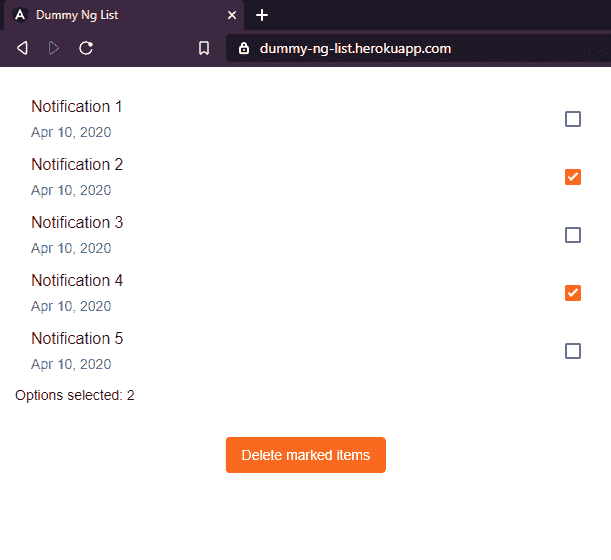 Dummy Ng List
dummy-ng-list.herokuapp.com
Notification 1
Apr 10, 2020
Notification 2
Apr 10, 2020
Notification 3
Apr 10, 2020
Notification 4
Apr 10, 2020
Notification 5
Apr 10, 2020
Options selected: 2
Delete marked items